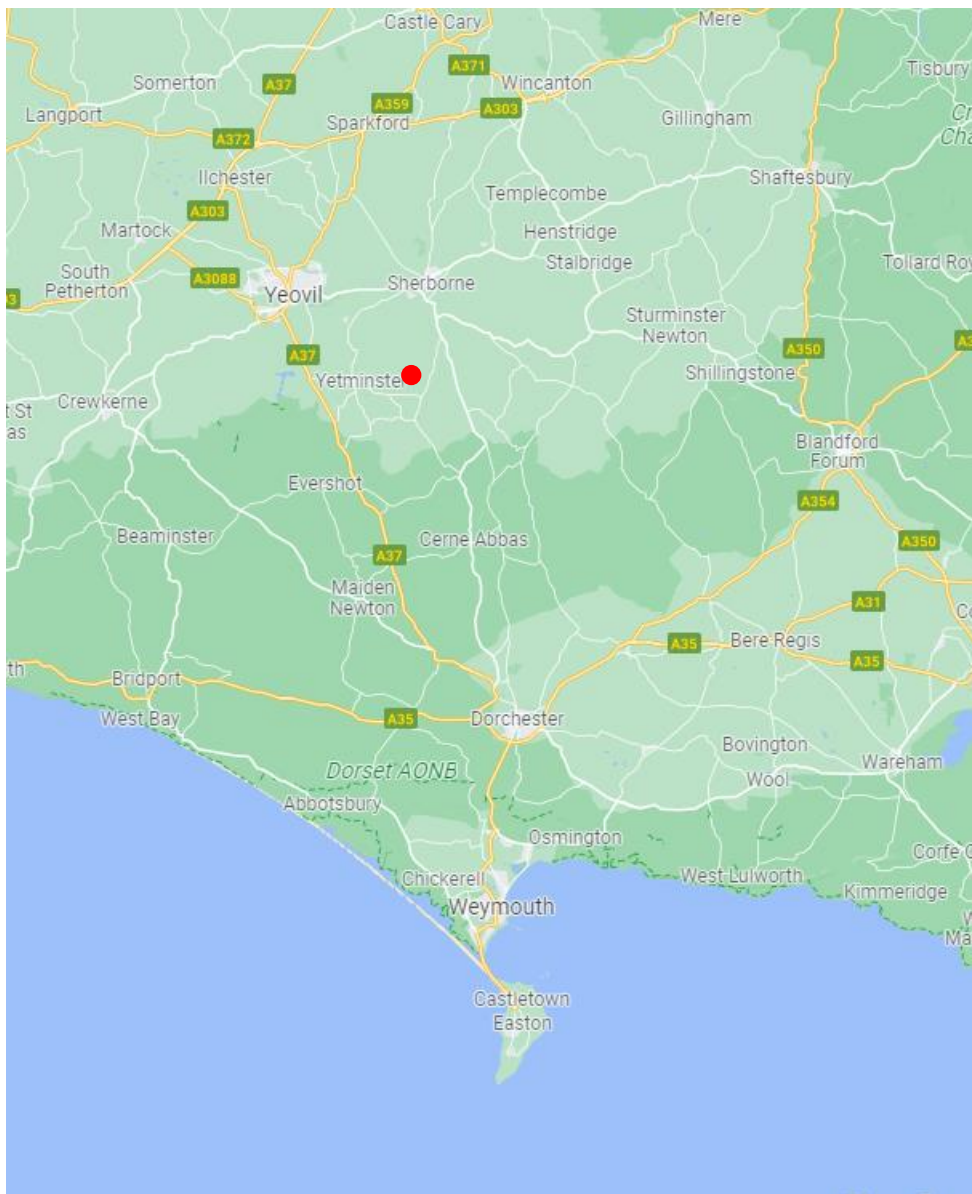 Castle Cary
Mere
A371
Tisbury
Somerton
A37
Wincanton
A359
A303
Langport
Sparkford
Gillingham
A372
Ilchester
Templecombe
Shaftesbury
A303
Martock
Henstridge
Stalbridge
Tollard Roy
South
Petherton
A3088
Sherborne
Yeovil
Sturminster
Newton
A37
A350
Yetminster
Shillingstone
Crewkerne
Blandford
Forum
Evershot
A354
Beaminster
Cerne Abbas
A350
A37
Maiden
Newton
A31
A35
Bere Regis
A35
Bridport
West Bay
A35
Dorchester
Bovington
Wareham
Dorset AONB
Wool
Abbotsbury
Osmington
Corfe C
Chickerell
West Lulworth
Kimmeridge
Weymouth
Castletown
Easton